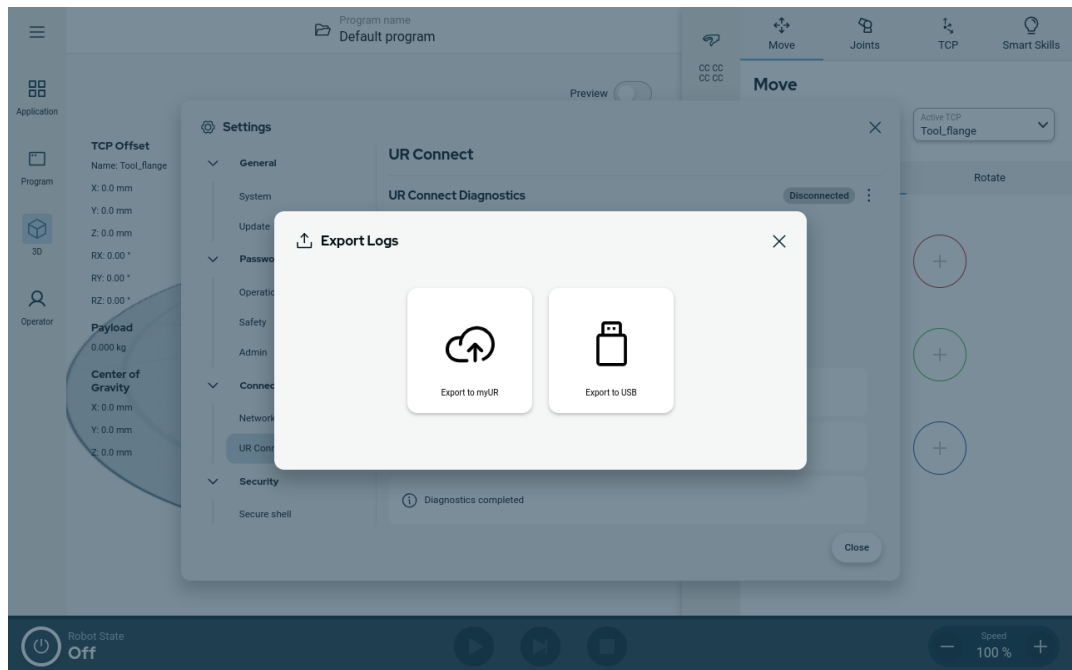 Program name
Default program
Application
Program
3D
Operator
Preview
TCP Offset
Name: Tool_flange
X: 0.0 mm
Y: 0.0 mm
Z: 0.0 mm
RX: 0.00 °
RY: 0.00 °
RZ: 0.00 °
Payload
0.000 kg
Center of
Gravity
X: 0.0 mm
Y: 0.0 mm
Z: 0.0 mm
Settings
General
System
Update
Passwo
Operatio
Safety
Admin
Connec
Network
UR Conn
Security
Secure shell
UR Connect
UR Connect Diagnostics
Disconnected
Diagnostics completed
Close
Export Logs
Export to myUR
Export to USB
CC CC
CC CC
Move
Joints
TCP
Smart Skills
Move
Active TCP
Tool_flange
Rotate
Robot State
Off
Speed
100 %